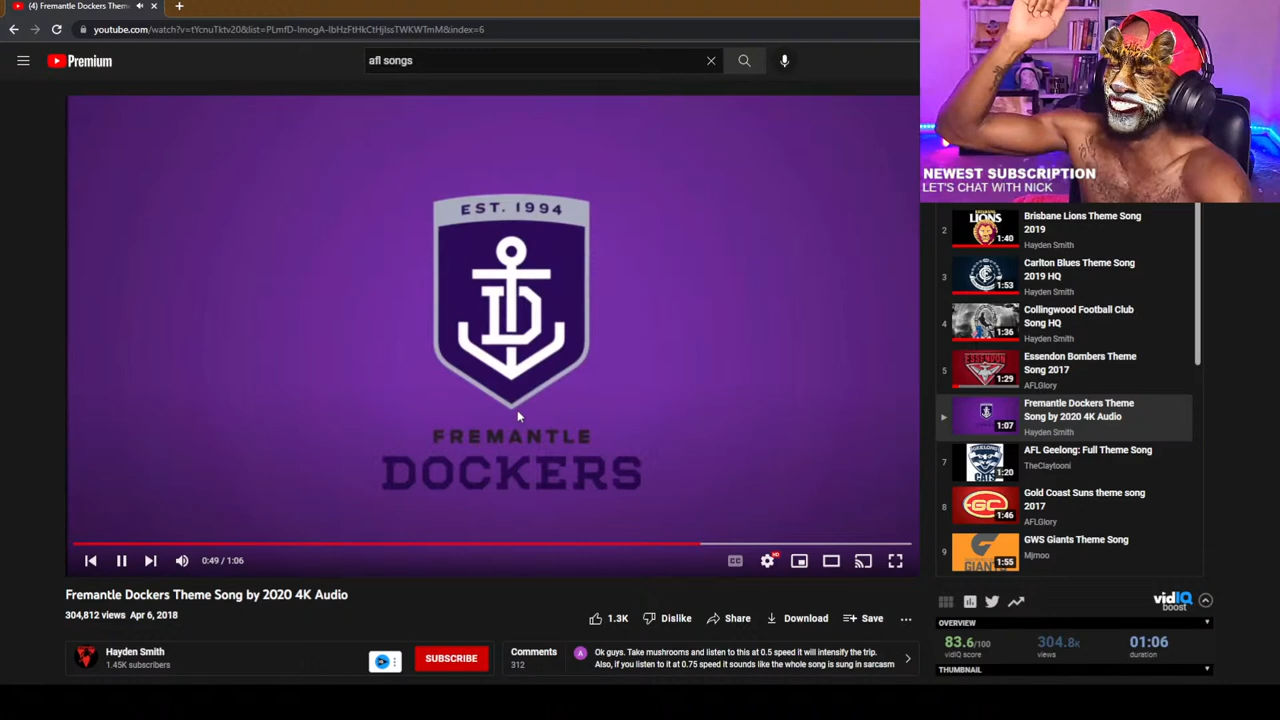 (4) Fremantle Dockers Them
youtube.com/watch?v=tYcnuTktv20&list=PLmfD-ImogA-IbHzFtHkCtHjIssTWKWTmM&index=6
Premium
afl songs
EST. 1994
D
FREMANTLE
DOCKERS
0:49 / 1:06
CC
HD
Fremantle Dockers Theme Song by 2020 4K Audio
304,812 views Apr 6, 2018
1.3K
Dislike
Share
Download
Save
Hayden Smith
1.45K subscribers
SUBSCRIBE
Comments
312
A
Ok guys. Take mushrooms and listen to this at 0.5 speed it will intensify the trip.
Also, if you listen to it at 0.75 speed it sounds like the whole song is sung in sarcasm
NEWEST SUBSCRIPTION
LET'S CHAT WITH NICK
2
LIONS
1:40
Brisbane Lions Theme Song
2019
Hayden Smith
3
1:53
Carlton Blues Theme Song
2019 HQ
Hayden Smith
4
1:36
Collingwood Football Club
Song HQ
Hayden Smith
5
ESSENDON
1:29
Essendon Bombers Theme
Song 2017
AFLGlory
1:07
Fremantle Dockers Theme
Song by 2020 4K Audio
Hayden Smith
7
CATS
1:20
AFL Geelong: Full Theme Song
TheClaytooni
8
GC
1:46
Gold Coast Suns theme song
2017
AFLGlory
9
GIANTS
1:55
GWS Giants Theme Song
Mjmoo
vidIQ
boost
OVERVIEW
83.6/100
vidIQ score
304.8K
views
01:06
duration
THUMBNAIL